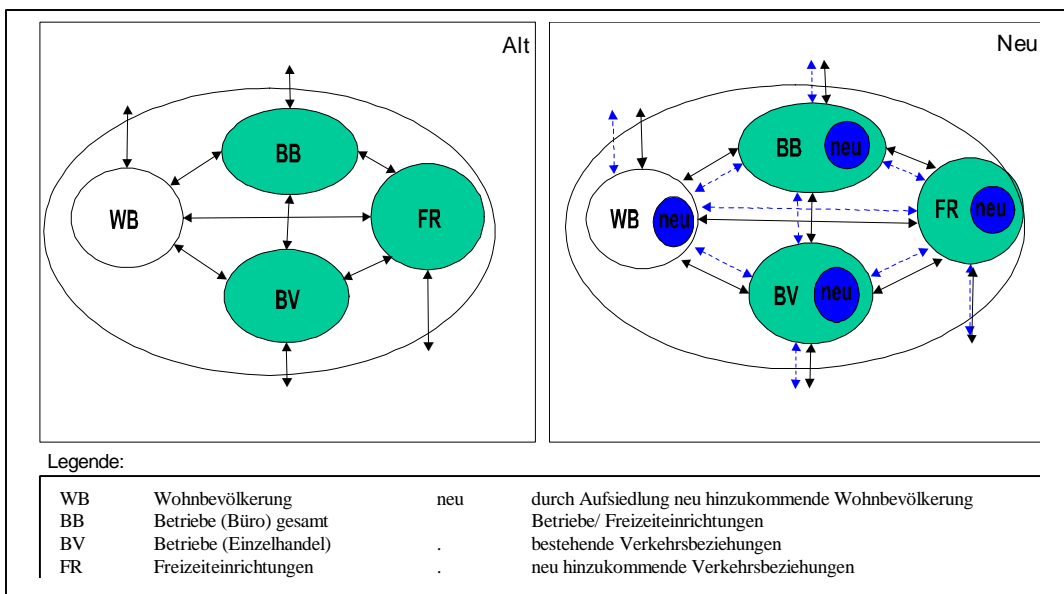 Alt
BB
WB
FR
BV
Neu
BB neu
WB neu
FR neu
BV neu
Legende:
WB Wohnbevölkerung neu durch Aufsiedlung neu hinzukommende Wohnbevölkerung
BB Betriebe (Büro) gesamt Betriebe/ Freizeiteinrichtungen
BV Betriebe (Einzelhandel) . bestehende Verkehrsbeziehungen
FR Freizeiteinrichtungen . neu hinzukommende Verkehrsbeziehungen